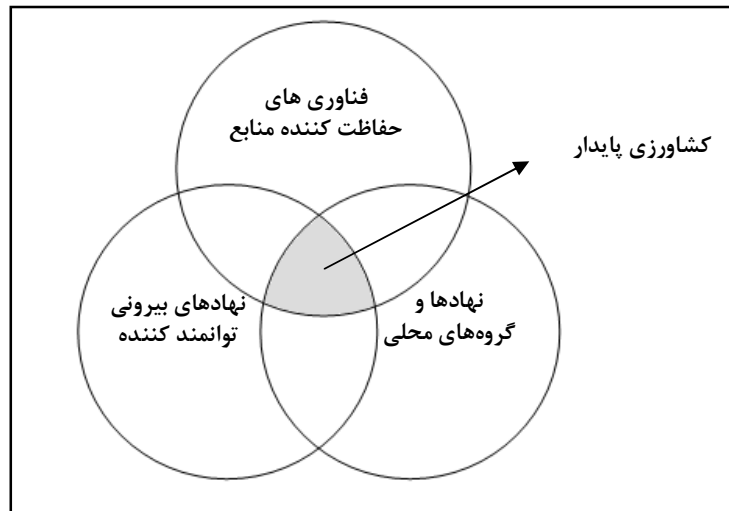 فناوری های
حفاظت کننده منابع
کشاورزی پایدار
نهادها و
گروه‌های محلی
نهادهای بیرونی
توانمند کننده